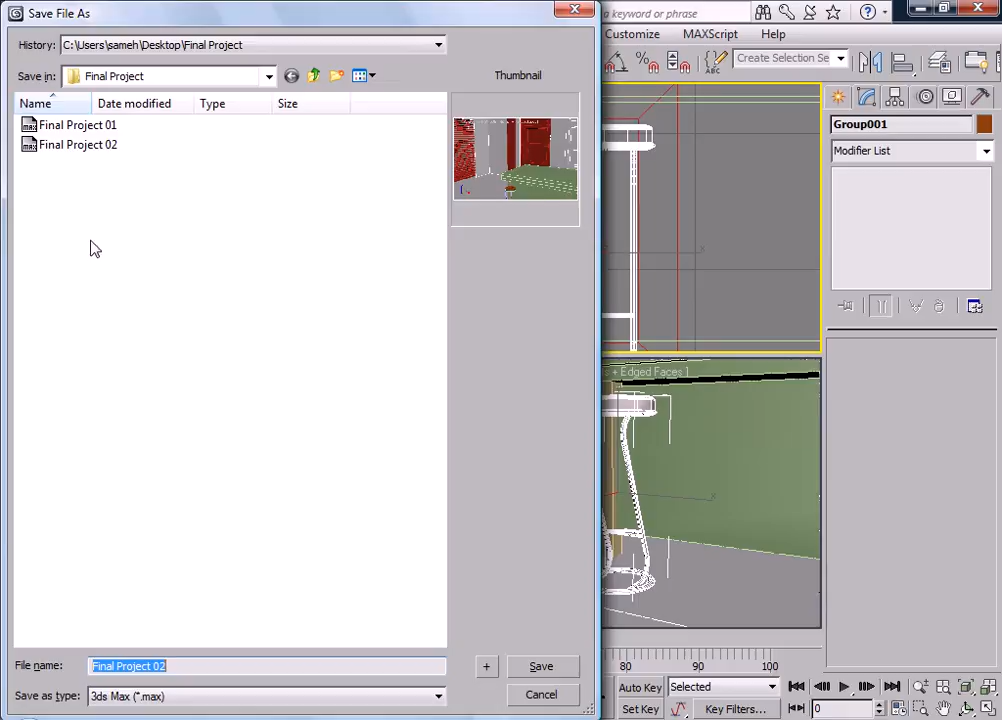 Save File As
History: C:\Users\sameh\Desktop\Final Project
Save in: Final Project
Thumbnail
Name Date modified Type Size
Final Project 01
Final Project 02
File name: Final Project 02
Save as type: 3ds Max (*.max)
+ Save
Cancel
a keyword or phrase
Customize MAXScript Help
Create Selection Se
Group001
Modifier List
s + Edged Faces ]
80 90 100
Auto Key Selected
Set Key Key Filters... 0